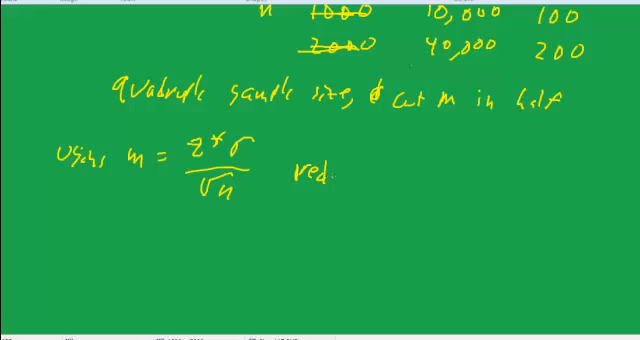 n 1000 10,000 100
2000 40,000 200
quadruple sample size, cut m in half
using m = z*σ / √n red.